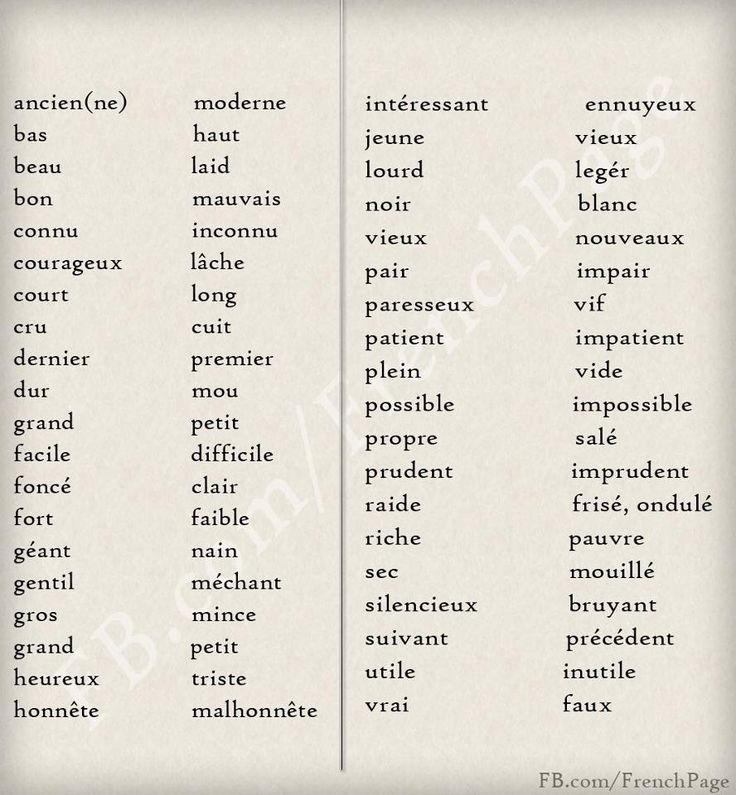 ancien(ne) moderne
bas haut
beau laid
bon mauvais
connu inconnu
courageux lâche
court long
cru cuit
dernier premier
dur mou
grand petit
facile difficile
foncé clair
fort faible
géant nain
gentil méchant
gros mince
grand petit
heureux triste
honnête malhonnête
intéressant ennuyeux
jeune vieux
lourd legér
noir blanc
vieux nouveaux
pair impair
paresseux vif
patient impatient
plein vide
possible impossible
propre salé
prudent imprudent
raide frisé, ondulé
riche pauvre
sec mouillé
silencieux bruyant
suivant précédent
utile inutile
vrai faux
FB.com/FrenchPage
FB.com/FrenchPage